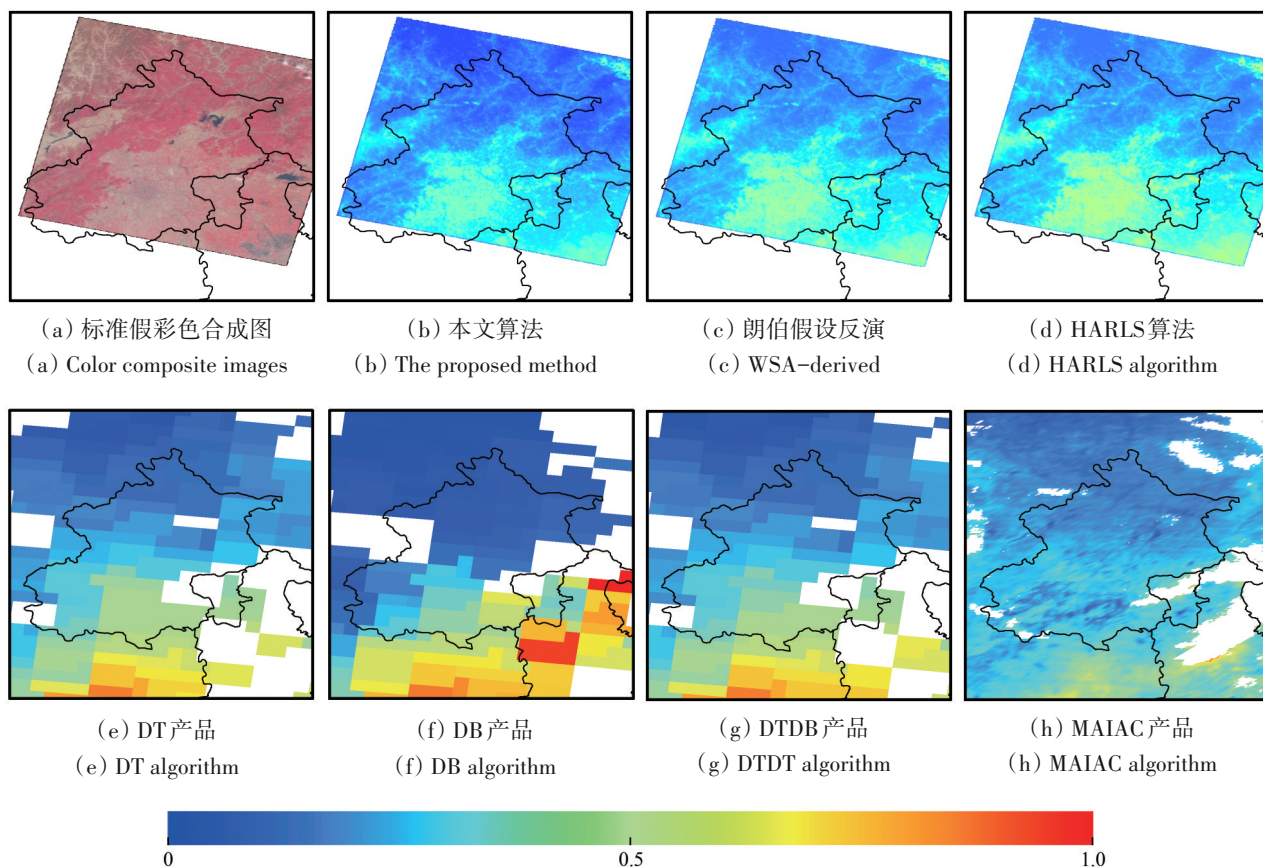 (a) 标准假彩色合成图
(a) Color composite images
(b) 本文算法
(b) The proposed method
(c) 朗伯假设反演
(c) WSA-derived
(d) HARLS算法
(d) HARLS algorithm
(e) DT产品
(e) DT algorithm
(f) DB产品
(f) DB algorithm
(g) DTDB产品
(g) DTDT algorithm
(h) MAIAC产品
(h) MAIAC algorithm
0 0.5 1.0